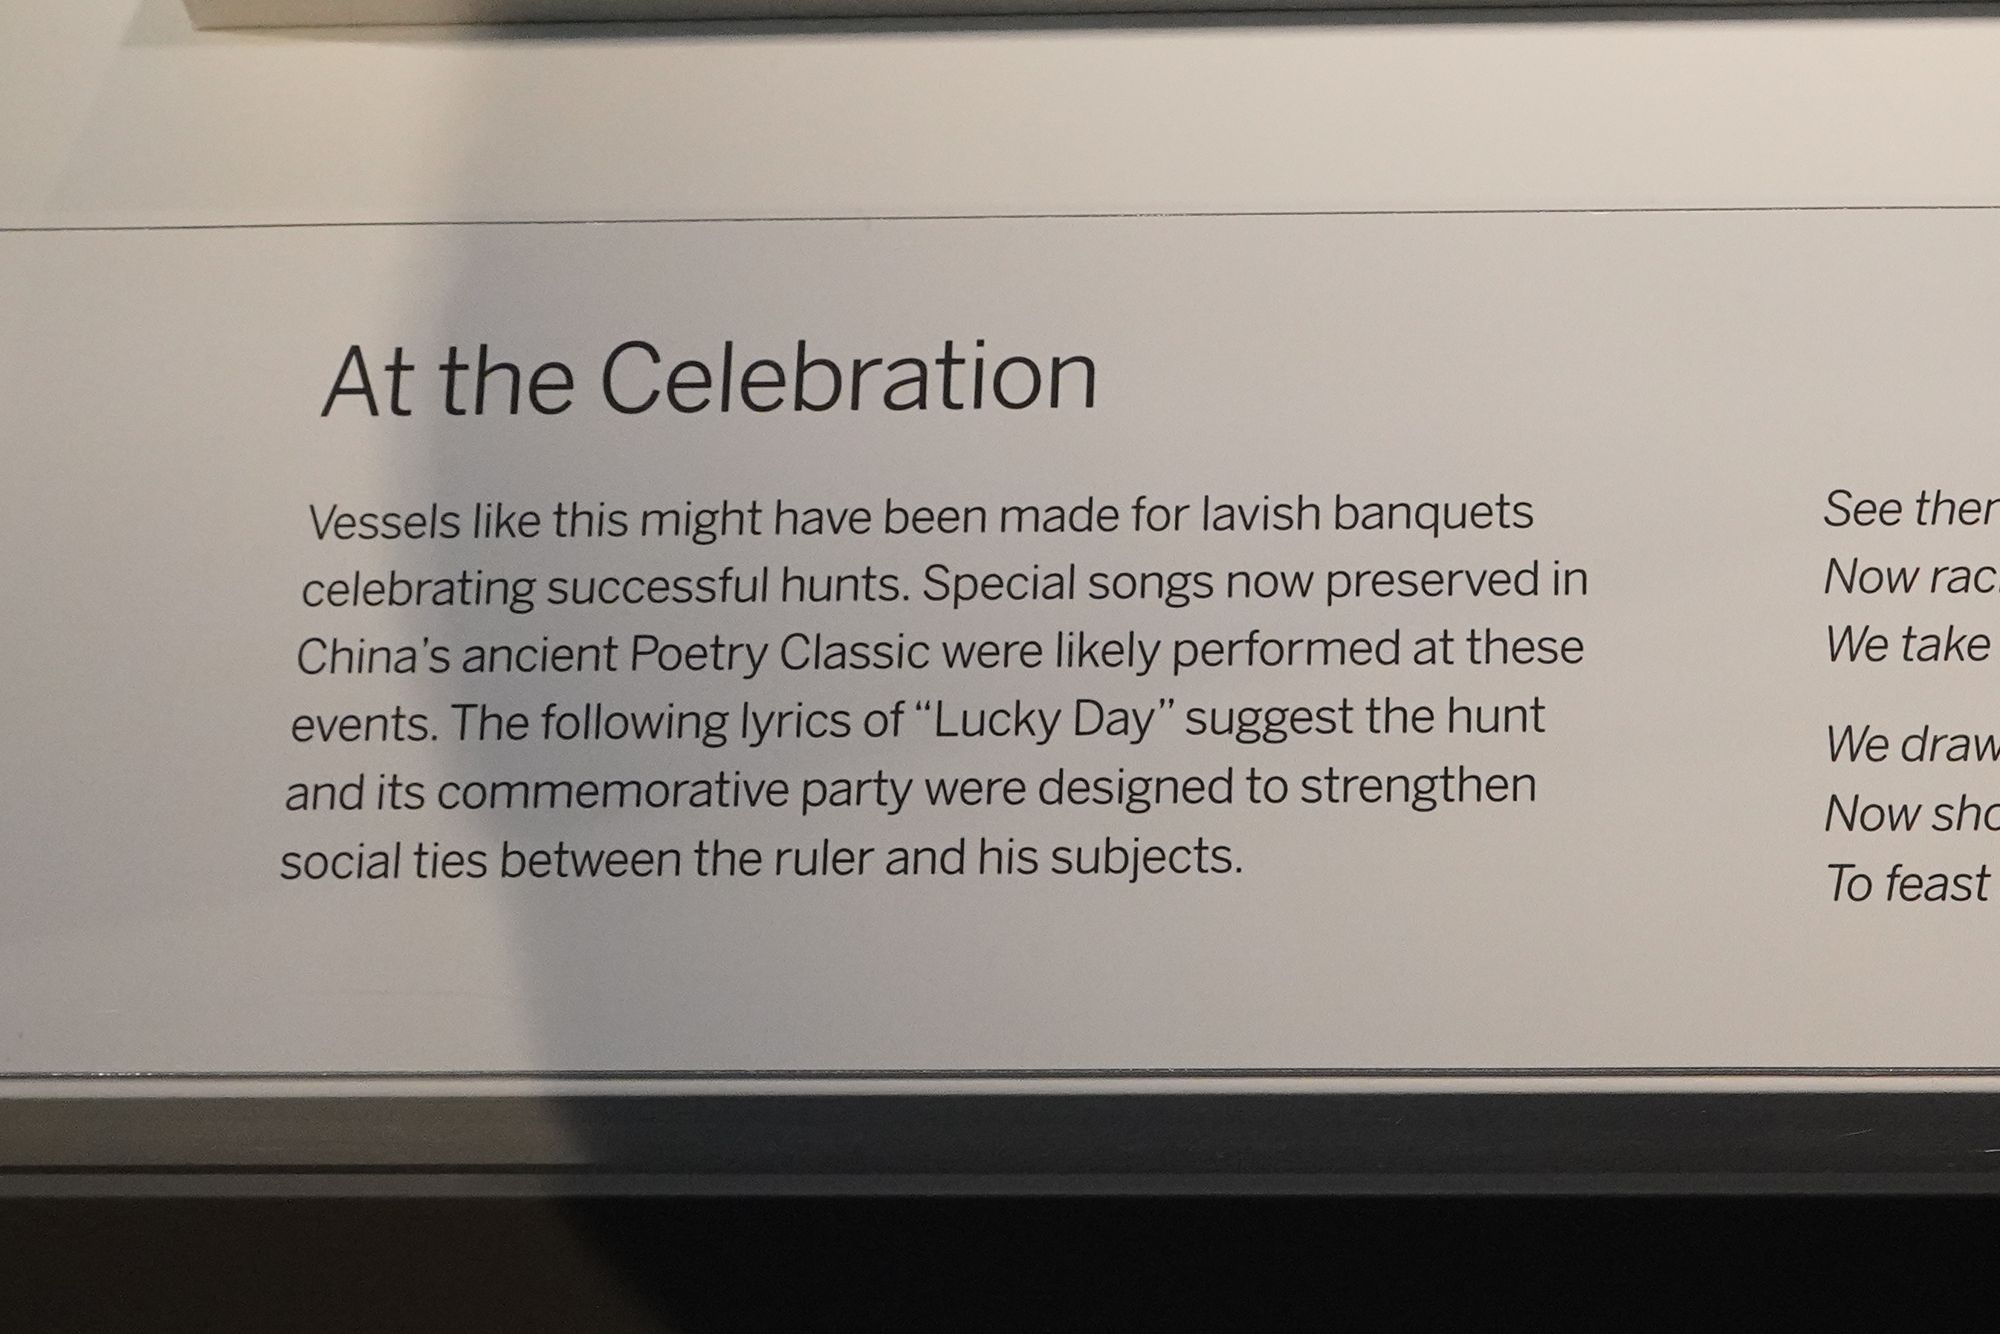 At the Celebration
Vessels like this might have been made for lavish banquets
celebrating successful hunts. Special songs now preserved in
China’s ancient Poetry Classic were likely performed at these
events. The following lyrics of “Lucky Day” suggest the hunt
and its commemorative party were designed to strengthen
social ties between the ruler and his subjects.
See
Now
We take
We draw
Now
To feast